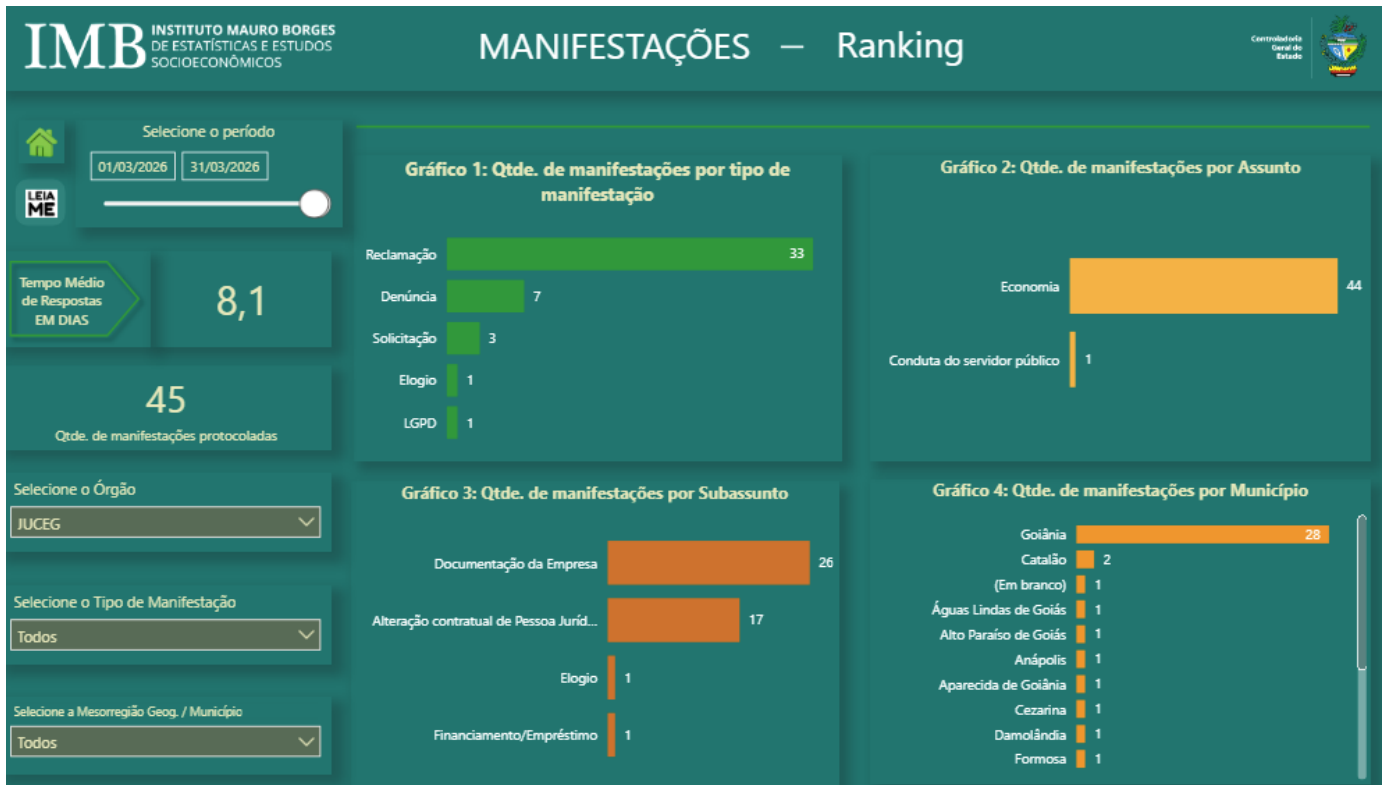 IMB
INSTITUTO MAURO BORGES
DE ESTATÍSTICAS E ESTUDOS
SOCIOECONÔMICOS
MANIFESTAÇÕES – Ranking
Controladoria
Geral do
Estado
Selecione o período
01/03/2026 31/03/2026
LEIA
ME
Tempo Médio
de Respostas
EM DIAS
8,1
45
Qtde. de manifestações protocoladas
Selecione o Órgão
JUCEG
Selecione o Tipo de Manifestação
Todos
Selecione a Mesorregião Geog. / Município
Todos
Gráfico 1: Qtde. de manifestações por tipo de
manifestação
Reclamação 33
Denúncia 7
Solicitação 3
Elogio 1
LGPD 1
Gráfico 2: Qtde. de manifestações por Assunto
Economia 44
Conduta do servidor público 1
Gráfico 3: Qtde. de manifestações por Subassunto
Documentação da Empresa 26
Alteração contratual de Pessoa Juríd... 17
Elogio 1
Financiamento/Empréstimo 1
Gráfico 4: Qtde. de manifestações por Município
Goiânia 28
Catalão 2
(Em branco) 1
Águas Lindas de Goiás 1
Alto Paraíso de Goiás 1
Anápolis 1
Aparecida de Goiânia 1
Cezarina 1
Damolândia 1
Formosa 1